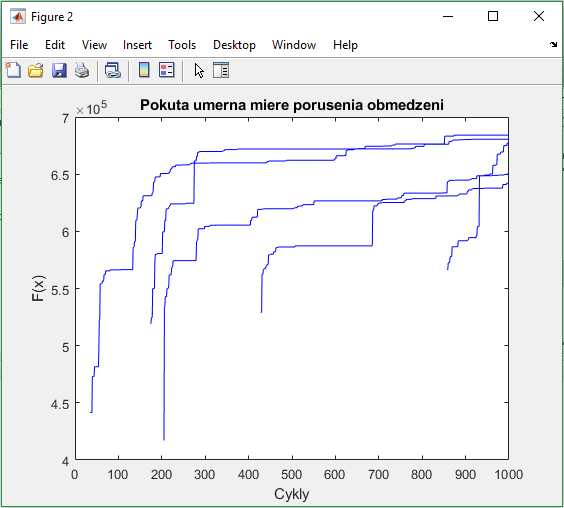 Figure 2
File Edit View Insert Tools Desktop Window Help
Pokuta umerna miere porusenia obmedzeni
×10^5
7
6.5
6
5.5
5
4.5
4
F(x)
0 100 200 300 400 500 600 700 800 900 1000
Cykly